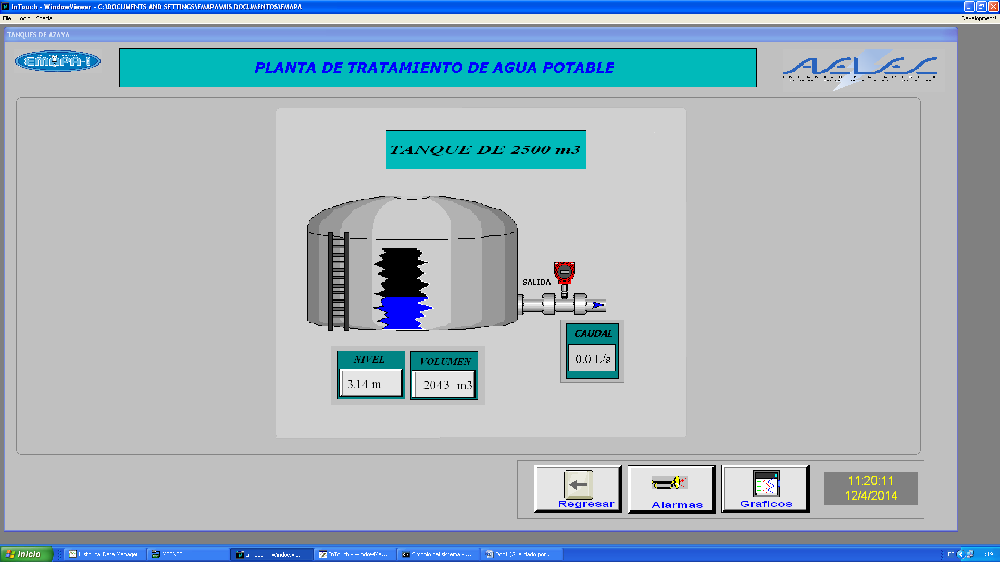 InTouch - WindowViewer - C:\DOCUMENTS AND SETTINGS\EMAPA\MIS DOCUMENTOS\EMAPA
File Logic Special Development!
TANQUES DE AZAYA
EMAPA-I
PLANTA DE TRATAMIENTO DE AGUA POTABLE .
AELEC
INGENIERIA ELECTRICA
TANQUE DE 2500 m3
SALIDA
CAUDAL
0.0 L/s
NIVEL
3.14 m
VOLUMEN
2043 m3
Regresar
Alarmas
Graficos
11:20:11
12/4/2014
Inicio
Historical Data Manager
MBENET
InTouch - WindowVie...
InTouch - WindowMa...
Símbolo del sistema - ...
Doc1 (Guardado por ...
ES
11:19